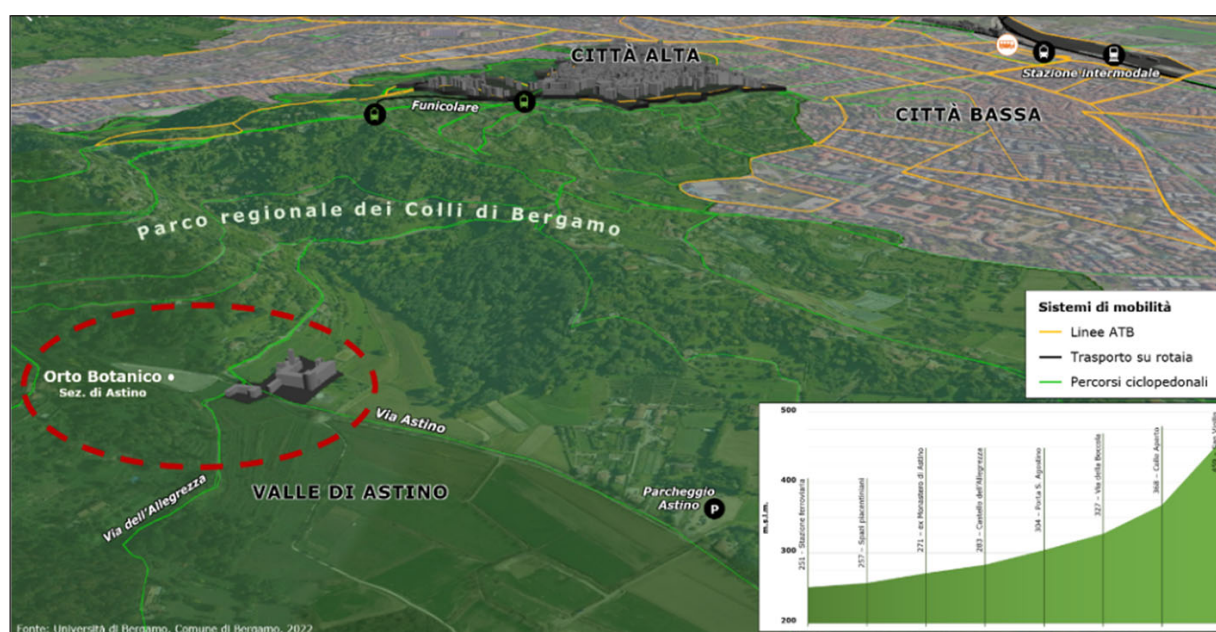 CITTÀ ALTA
Stazione Intermodale
Funicolare
CITTÀ BASSA
Parco regionale dei Colli di Bergamo
Sistemi di mobilità
Linee ATB
Trasporto su rotaia
Percorsi ciclopedonali
Orto Botanico
Sez. di Astino
Via Astino
VALLE DI ASTINO
Via dell'Allegrezza
Parcheggio
Astino
P
500
400
300
200
m s.l.m.
251 – Stazione ferroviaria
257 – Spazi piacentiniani
271 – ex Monastero di Astino
283 – Castello dell'Allegrezza
304 – Porta S. Agostino
327 – Via della Boccola
368 – Colle Aperto
Fonte: Università di Bergamo, Comune di Bergamo, 2022